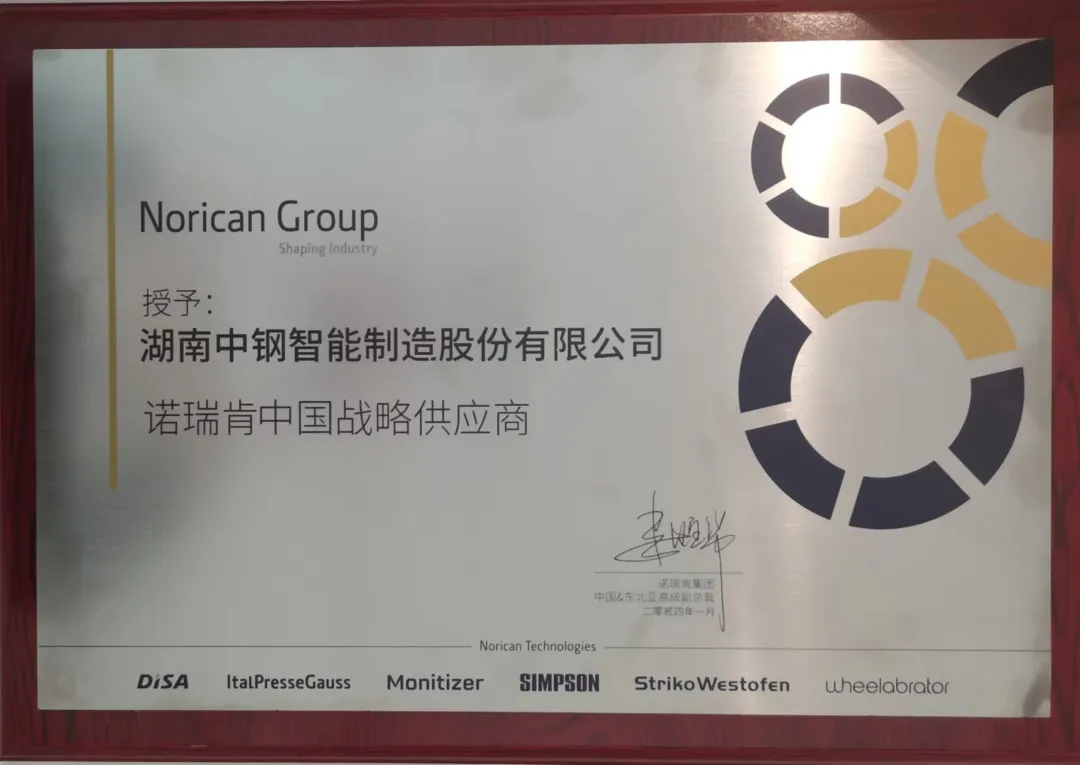 Norican Group
Shaping Industry
授予：
湖南中钢智能制造股份有限公司
诺瑞肯中国战略供应商
诺瑞肯集团
中国&东北亚高级副总裁
二零贰四年一月
Norican Technologies
DISA ItalPresseGauss Monitizer SIMPSON StrikoWestofen wheelabrator